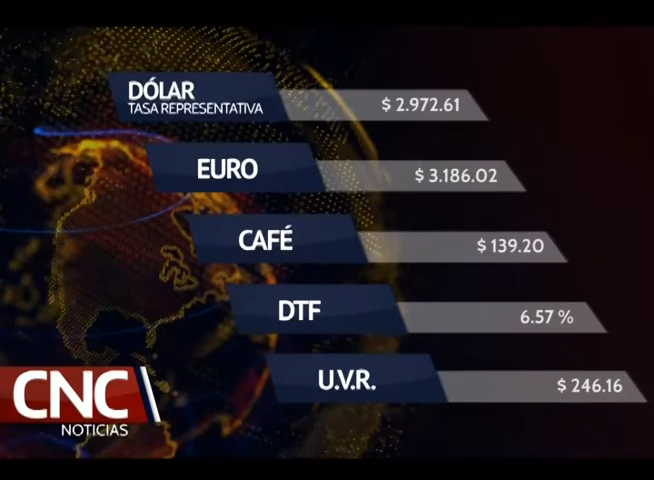 DÓLAR
TASA REPRESENTATIVA
$ 2.972.61
EURO
$ 3.186.02
CAFÉ
$ 139.20
DTF
6.57 %
U.V.R.
$ 246.16
CNC
NOTICIAS